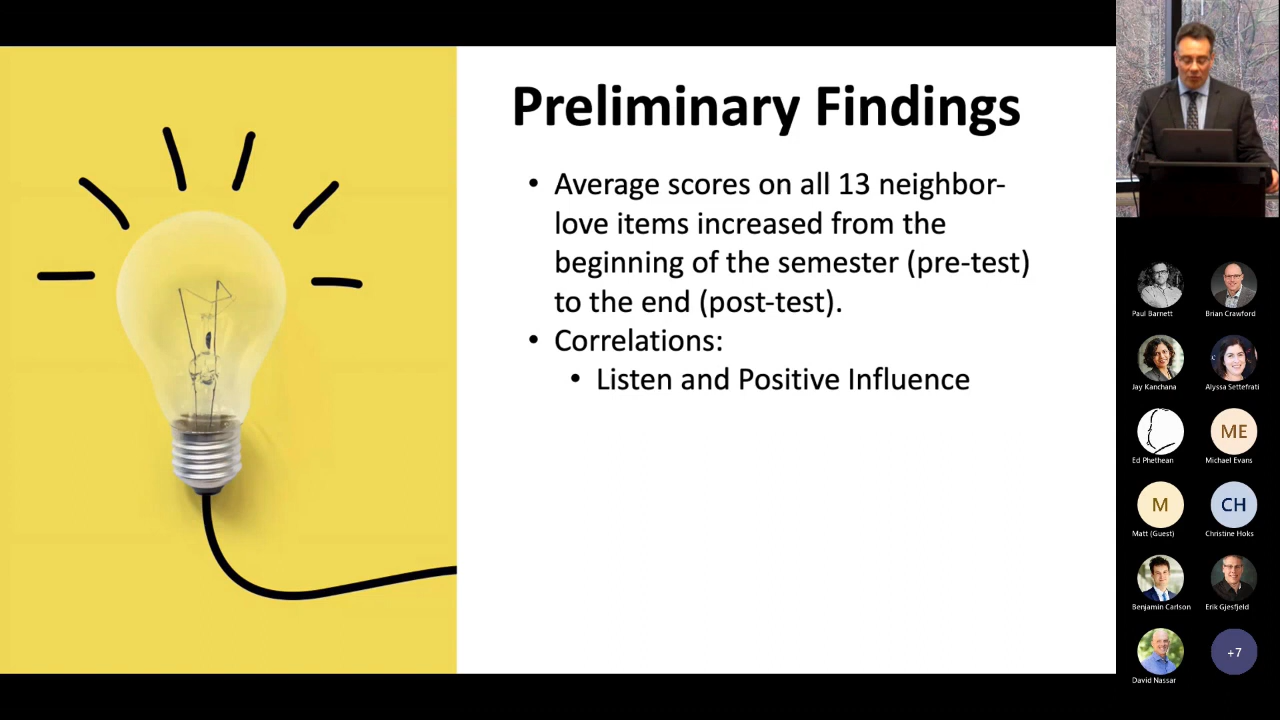 Preliminary Findings
• Average scores on all 13 neighbor-
love items increased from the
beginning of the semester (pre-test)
to the end (post-test).
• Correlations:
• Listen and Positive Influence
Paul Barnett
Brian Crawford
Jay Kanchana
Alyssa Settefrati
Ed Phethean
ME
Michael Evans
M
Matt (Guest)
CH
Christine Hoks
Benjamin Carlson
Erik Gjesfjeld
David Nassar
+7